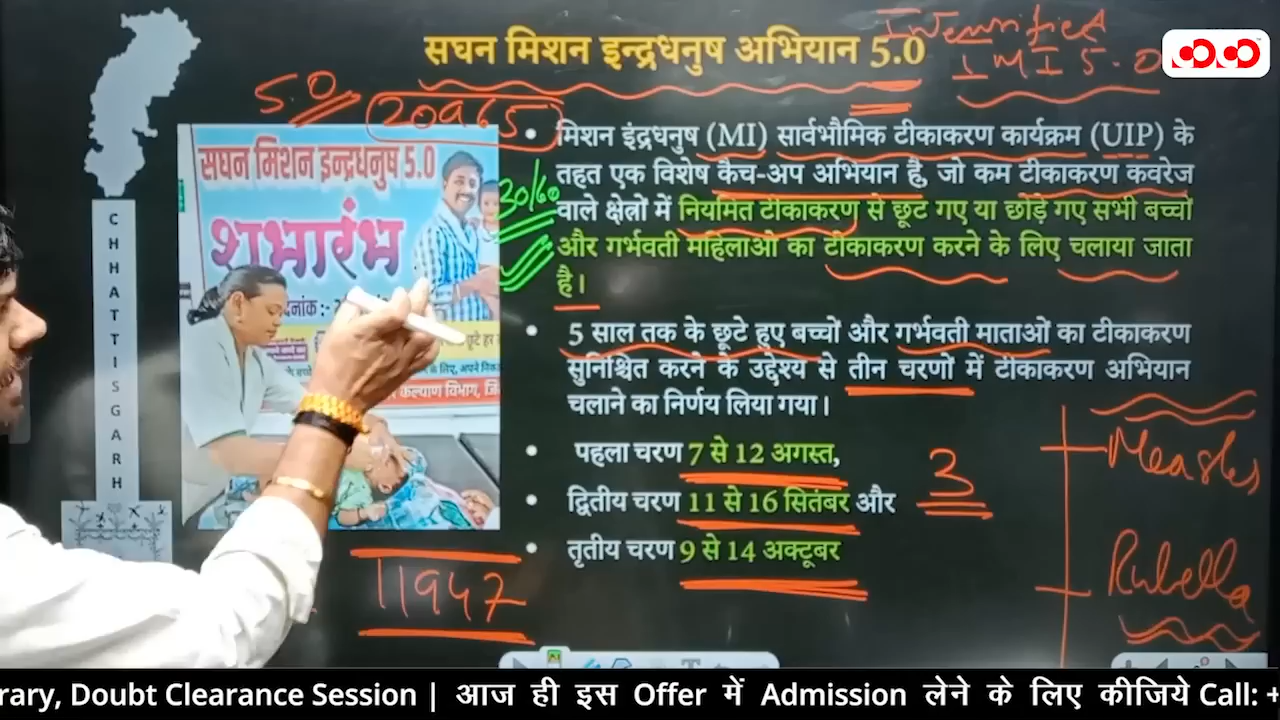 सघन मिशन इन्द्रधनुष अभियान 5.0
Intensified
IMI 5.0
5.0
20965
सघन मिशन इन्द्रधनुष 5.0
शुभारंभ
कल्याण विभाग,
CHHATTISGARH
30/60
• मिशन इंद्रधनुष (MI) सार्वभौमिक टीकाकरण कार्यक्रम (UIP) के
तहत एक विशेष कैच-अप अभियान है, जो कम टीकाकरण कवरेज
वाले क्षेत्रों में नियमित टीकाकरण से छूट गए या छोड़े गए सभी बच्चों
और गर्भवती महिलाओं का टीकाकरण करने के लिए चलाया जाता
है।
• 5 साल तक के छूटे हुए बच्चों और गर्भवती माताओं का टीकाकरण
सुनिश्चित करने के उद्देश्य से तीन चरणों में टीकाकरण अभियान
चलाने का निर्णय लिया गया।
• पहला चरण 7 से 12 अगस्त,
• द्वितीय चरण 11 से 16 सितंबर और
• तृतीय चरण 9 से 14 अक्टूबर
3
Measles
Rubella
11947
rary, Doubt Clearance Session | आज ही इस Offer में Admission लेने के लिए कीजिये Call: +